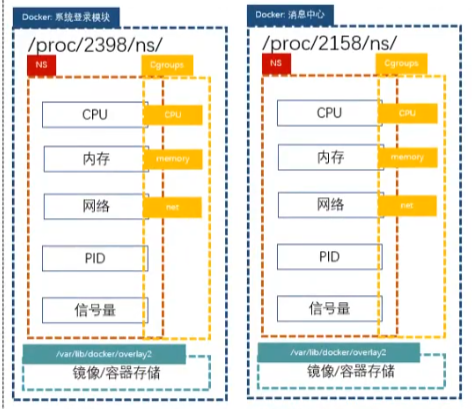 Docker: 系统登录模块
/proc/2398/ns/
NS
Cgroups
CPU
CPU
内存
memory
网络
net
PID
信号量
/var/lib/docker/overlay2
镜像/容器存储
Docker: 消息中心
/proc/2158/ns/
NS
Cgroups
CPU
CPU
内存
memory
网络
net
PID
信号量
/var/lib/docker/overlay2
镜像/容器存储